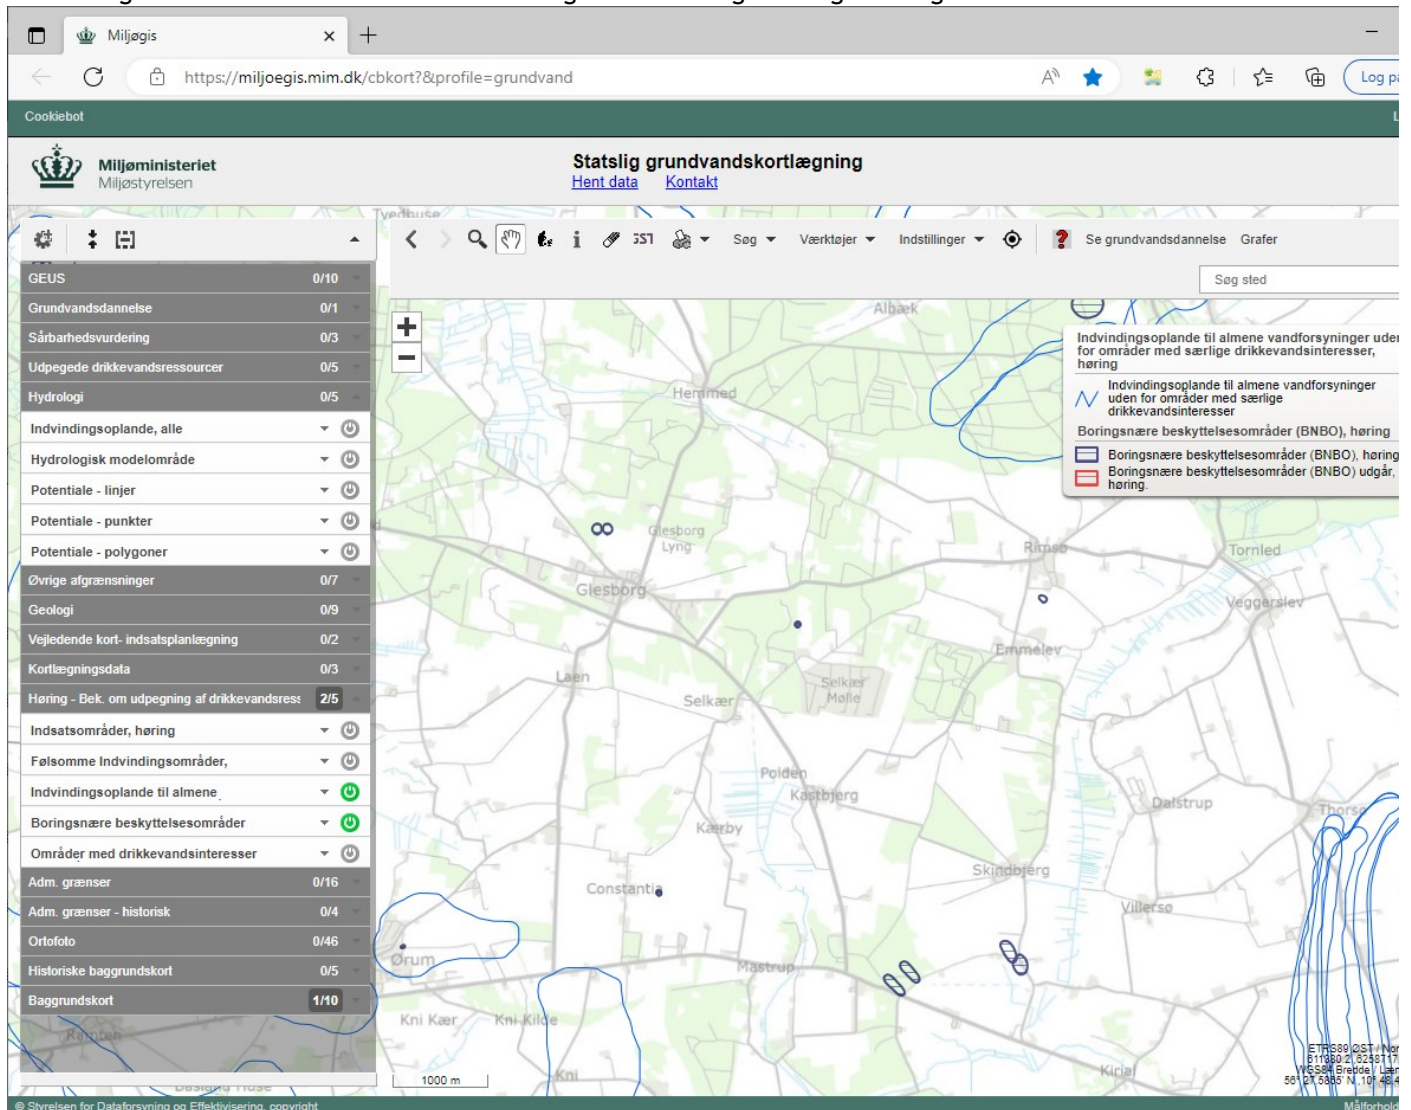 Miljøgis
https://miljoegis.mim.dk/cbkort?&profile=grundvand
Log på
Cookiebot
Miljøministeriet
Miljøstyrelsen
Statslig grundvandskortlægning
Hent data Kontakt
Søg Værktøjer Indstillinger Se grundvandsdannelse Grafer
Søg sted
GEUS 0/10
Grundvandsdannelse 0/1
Sårbarhedsvurdering 0/3
Udpegede drikkevandsressourcer 0/5
Hydrologi 0/5
Indvindingsoplande, alle
Hydrologisk modelområde
Potentiale - linjer
Potentiale - punkter
Potentiale - polygoner
Øvrige afgrænsninger 0/7
Geologi 0/9
Vejledende kort- indsatsplanlægning 0/2
Kortlægningsdata 0/3
Høring - Bek. om udpegning af drikkevandsress 2/5
Indsatsområder, høring
Følsomme Indvindingsområder,
Indvindingsoplande til almene
Boringsnære beskyttelsesområder
Områder med drikkevandsinteresser
Adm. grænser 0/16
Adm. grænser - historisk 0/4
Ortofoto 0/46
Historiske baggrundskort 0/5
Baggrundskort 1/10
Indvindingsoplande til almene vandforsyninger uden
for områder med særlige drikkevandsinteresser,
høring
Indvindingsoplande til almene vandforsyninger
uden for områder med særlige
drikkevandsinteresser
Boringsnære beskyttelsesområder (BNBO), høring
Boringsnære beskyttelsesområder (BNBO), høring
Boringsnære beskyttelsesområder (BNBO) udgår,
høring.
Albæk
Hemmed
Glesborg
Lyng
Rimsø
Tornled
Glesborg
Veggerslev
Emmelev
Laen
Selkær
Mølle
Selkær
Polden
Kastbjerg
Dalstrup
Thorsø
Kærby
Skindbjerg
Constantia
Villersø
Ørum
Mastrup
Kni Kær Kni Kilde
Remten
Kni
Kirial
1000 m
© Styrelsen for Dataforsyning og Effektivisering, copyright
Målforhold